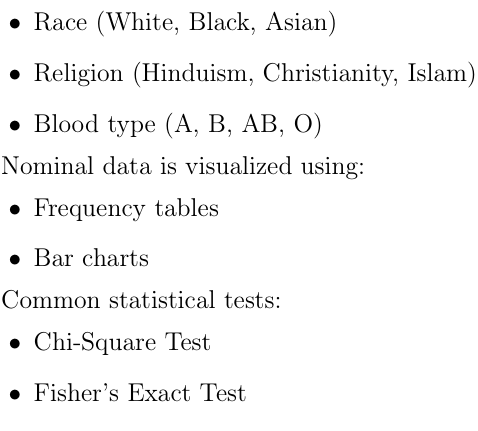 • Race (White, Black, Asian)
• Religion (Hinduism, Christianity, Islam)
• Blood type (A, B, AB, O)
Nominal data is visualized using:
• Frequency tables
• Bar charts
Common statistical tests:
• Chi-Square Test
• Fisher's Exact Test